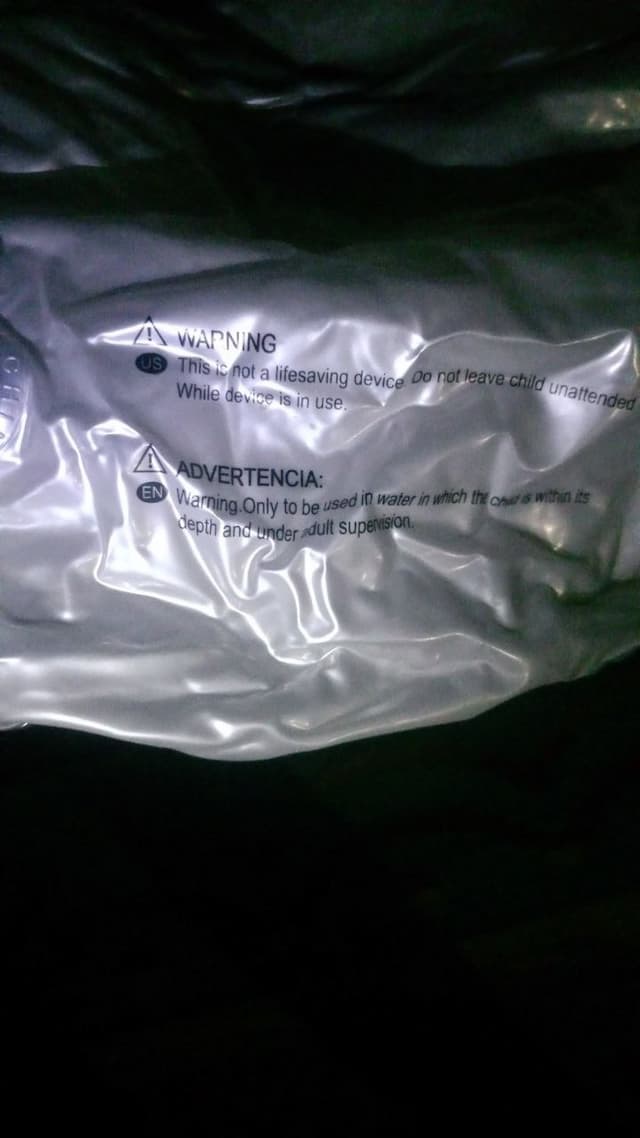 WARNING
US This is not a lifesaving device Do not leave child unattended
While device is in use.
ADVERTENCIA:
EN Warning.Only to be used in water in which the child is within its
depth and under adult supervision.